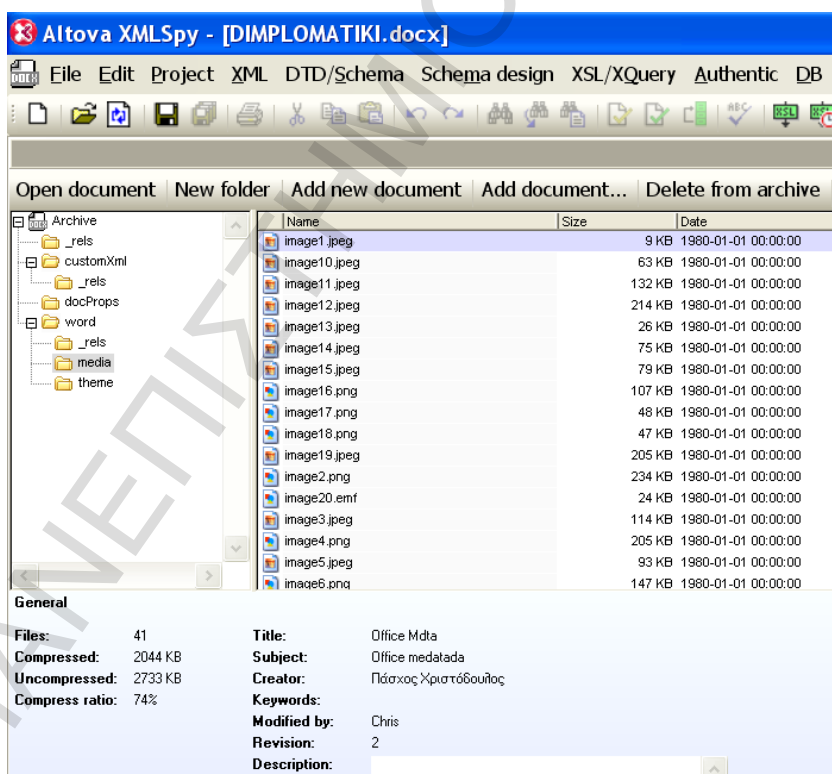 Altova XMLSpy - [DIMPLOMATIKI.docx]
File Edit Project XML DTD/Schema Schema design XSL/XQuery Authentic DB
Open document New folder Add new document Add document... Delete from archive
Archive
_rels
customXml
_rels
docProps
word
_rels
media
theme
Name Size Date
image1.jpeg 9 KB 1980-01-01 00:00:00
image10.jpeg 63 KB 1980-01-01 00:00:00
image11.jpeg 132 KB 1980-01-01 00:00:00
image12.jpeg 214 KB 1980-01-01 00:00:00
image13.jpeg 26 KB 1980-01-01 00:00:00
image14.jpeg 75 KB 1980-01-01 00:00:00
image15.jpeg 79 KB 1980-01-01 00:00:00
image16.png 107 KB 1980-01-01 00:00:00
image17.png 48 KB 1980-01-01 00:00:00
image18.png 47 KB 1980-01-01 00:00:00
image19.jpeg 205 KB 1980-01-01 00:00:00
image2.png 234 KB 1980-01-01 00:00:00
image20.emf 24 KB 1980-01-01 00:00:00
image3.jpeg 114 KB 1980-01-01 00:00:00
image4.png 205 KB 1980-01-01 00:00:00
image5.jpeg 93 KB 1980-01-01 00:00:00
image6.png 147 KB 1980-01-01 00:00:00
General
Files: 41 Title: Office Mdta
Compressed: 2044 KB Subject: Office medatada
Uncompressed: 2733 KB Creator: Πάσχος Χριστόδουλος
Compress ratio: 74% Keywords:
Modified by: Chris
Revision: 2
Description:
ΠΑΝΕΠΙΣΤΗΜΙΟ